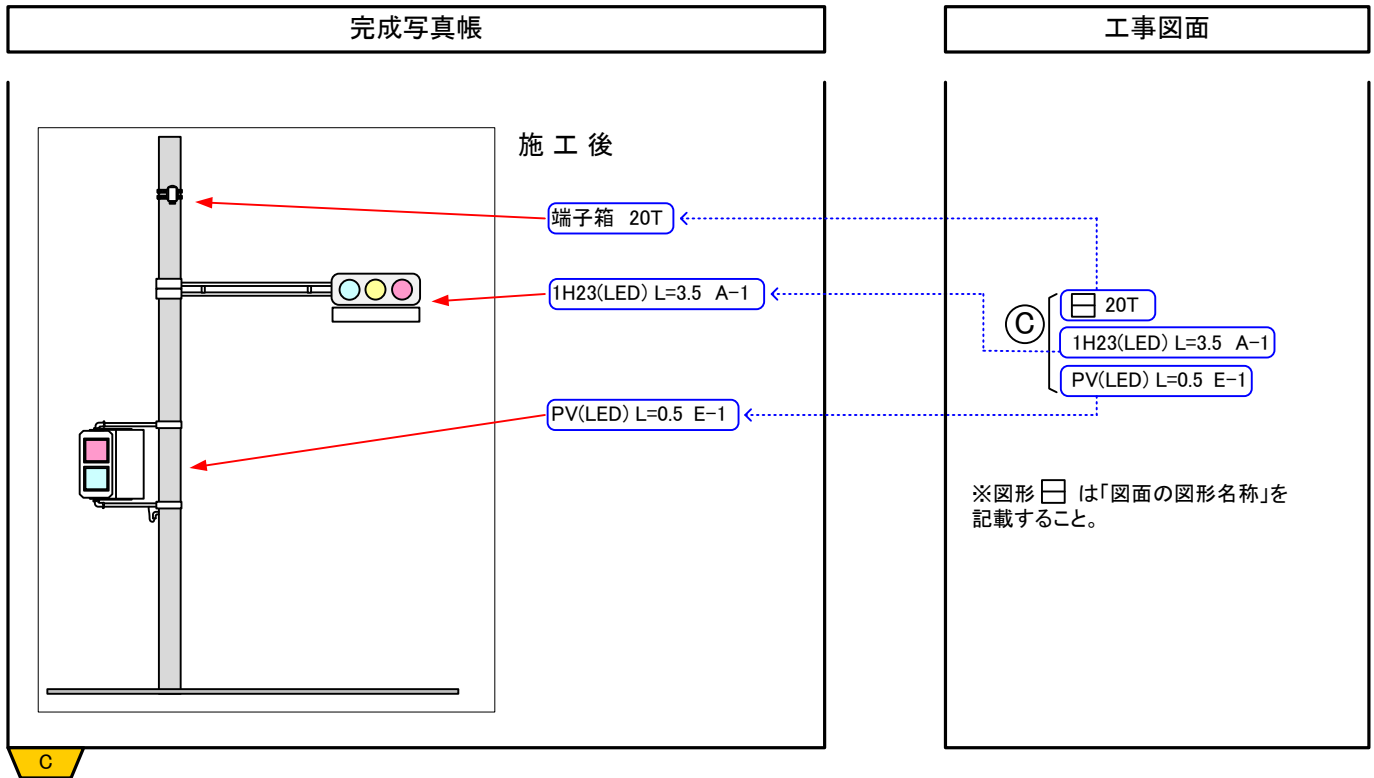 完成写真帳
工事図面
施工後
端子箱 20T
1H23(LED) L=3.5 A-1
PV(LED) L=0.5 E-1
C
20T
1H23(LED) L=3.5 A-1
PV(LED) L=0.5 E-1
※図形 は「図面の図形名称」を
記載すること。
C